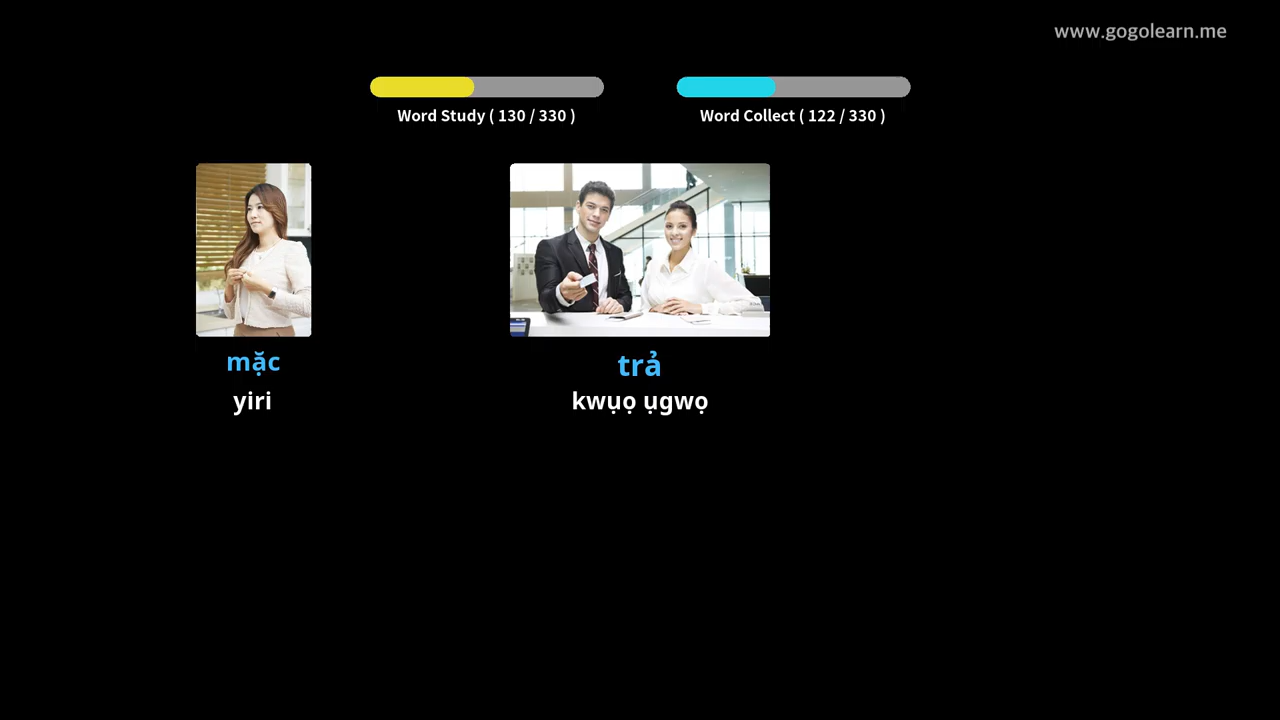 www.gogolearn.me
Word Study ( 130 / 330 )
Word Collect ( 122 / 330 )
mặc
yiri
trả
kwụọ ụgwọ